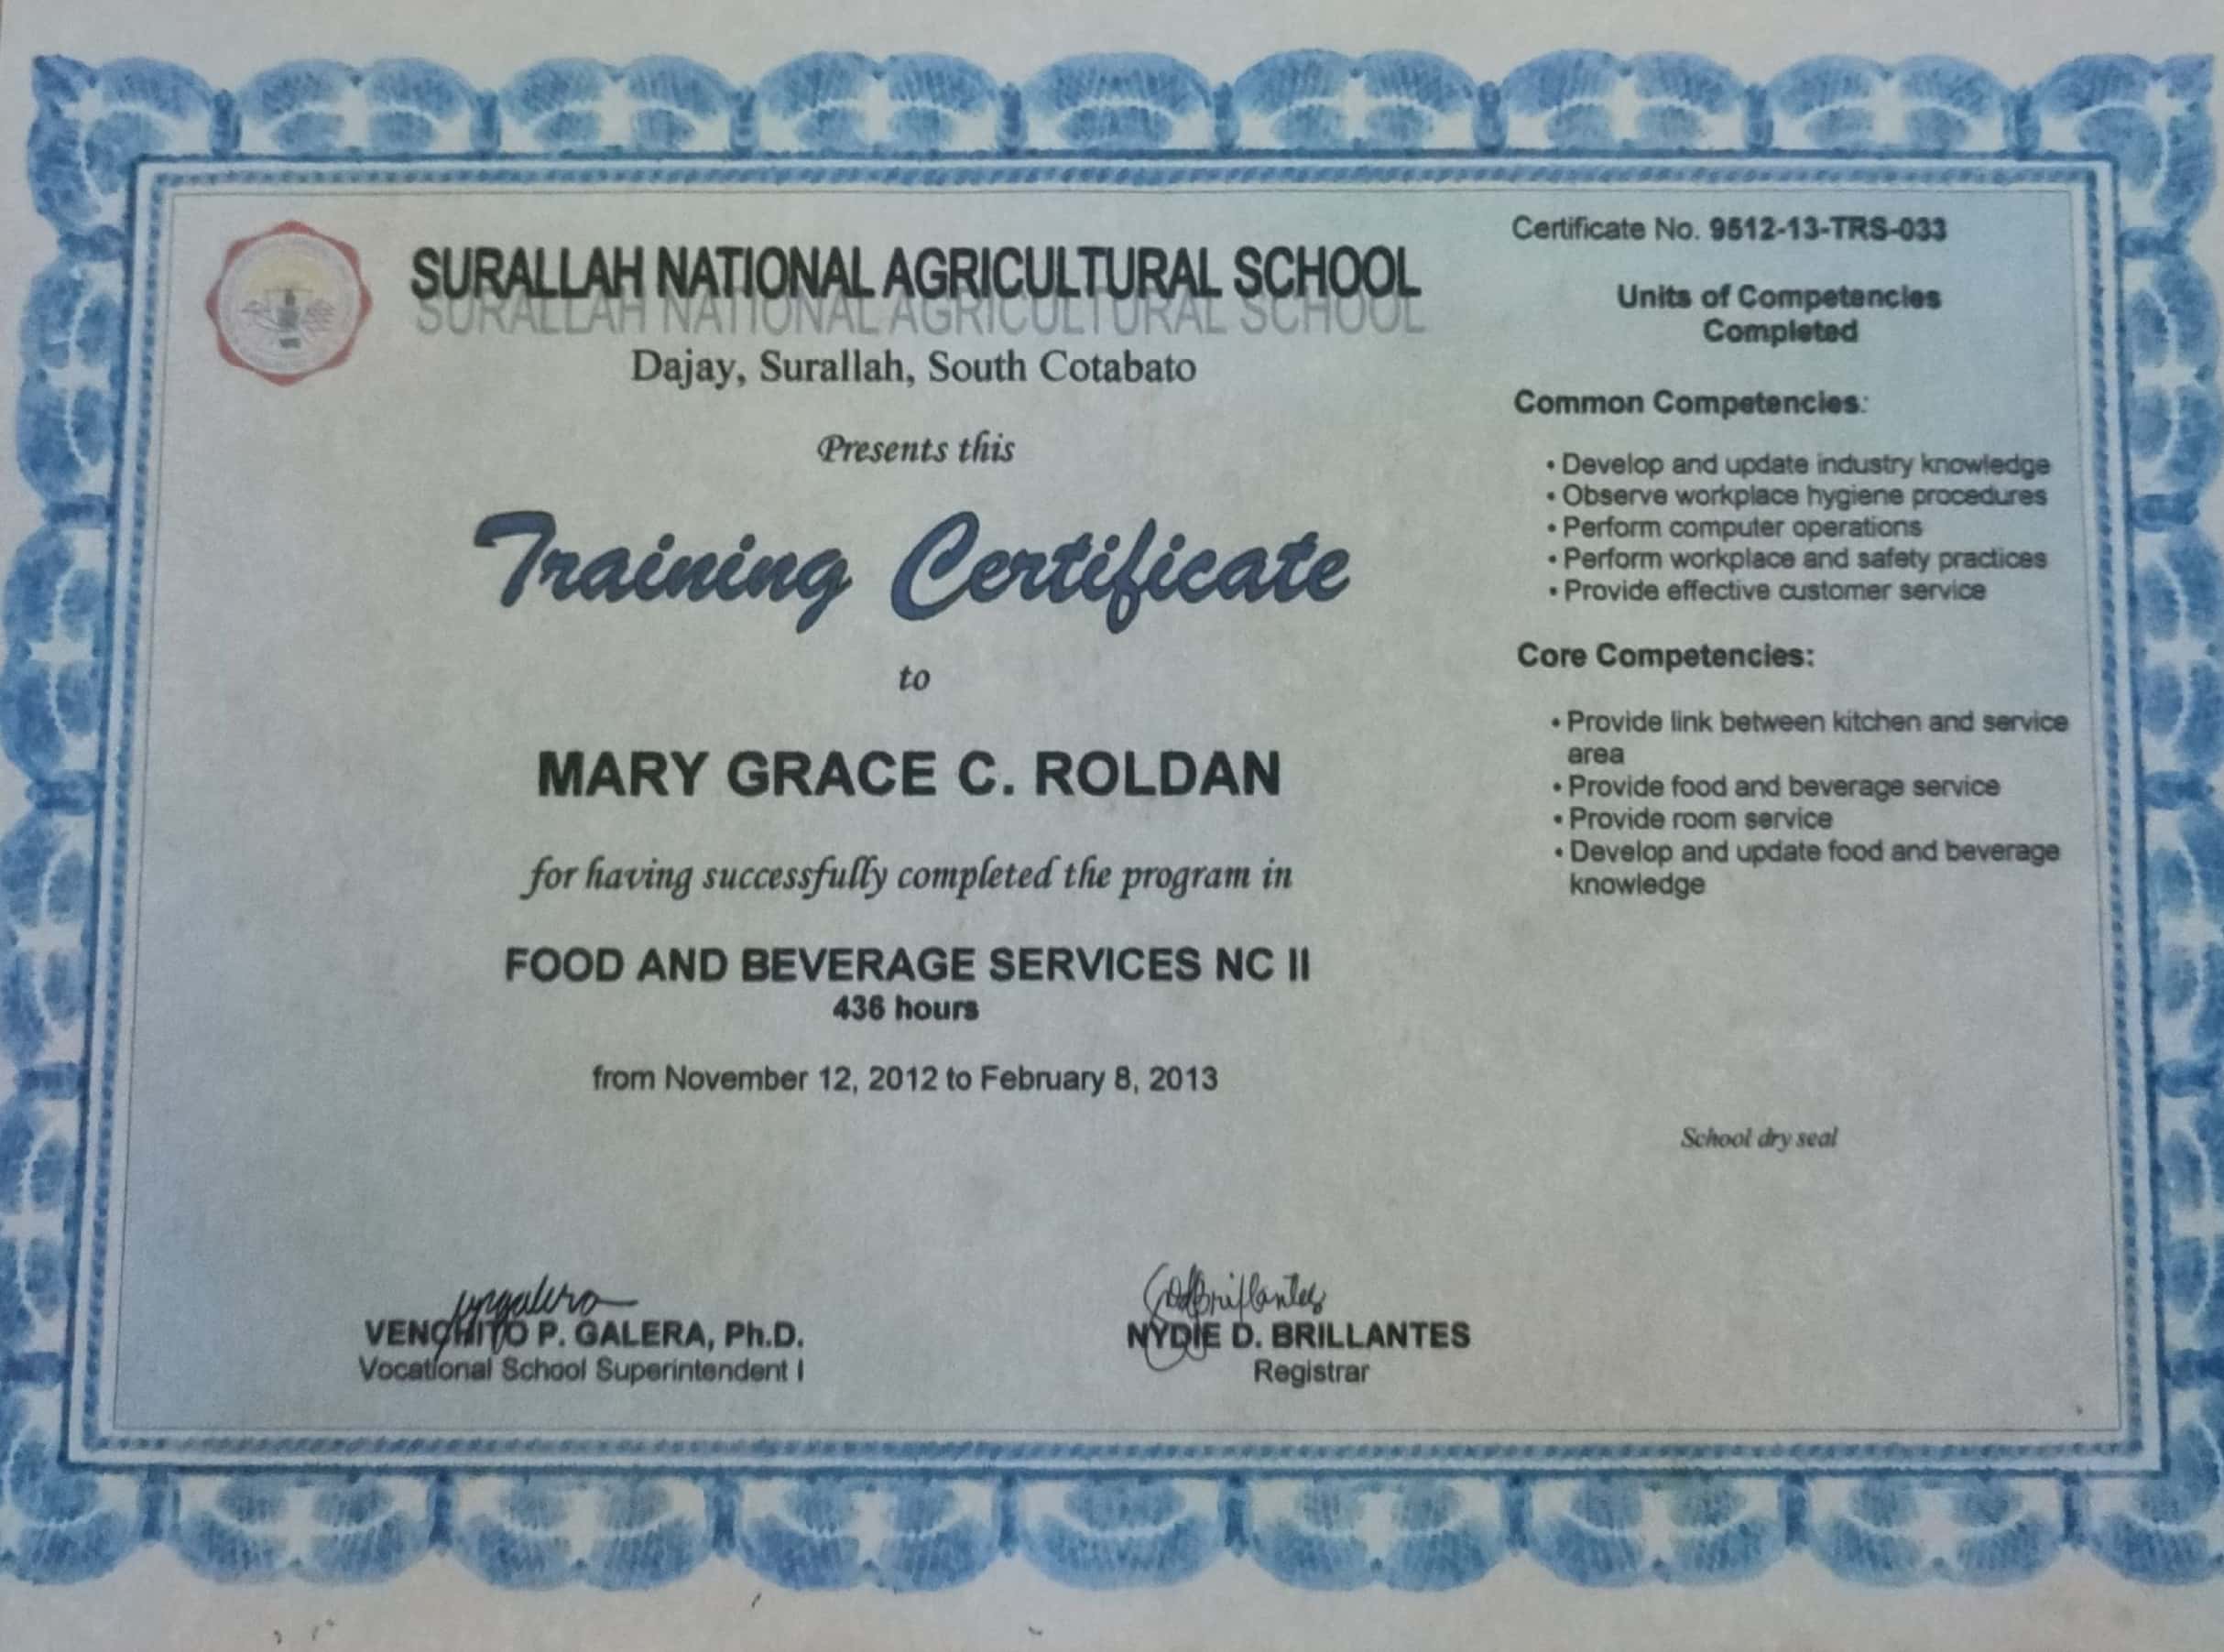 SURALLAH NATIONAL AGRICULTURAL SCHOOL
Dajay, Surallah, South Cotabato
Presents this
Training Certificate
to
MARY GRACE C. ROLDAN
for having successfully completed the program in
FOOD AND BEVERAGE SERVICES NC II
436 hours
from November 12, 2012 to February 8, 2013
VENCHITO P. GALERA, Ph.D.
Vocational School Superintendent I
NYDIE D. BRILLANTES
Registrar
Certificate No. 9512-13-TRS-033
Units of Competencies
Completed
Common Competencies:
• Develop and update industry knowledge
• Observe workplace hygiene procedures
• Perform computer operations
• Perform workplace and safety practices
• Provide effective customer service
Core Competencies:
• Provide link between kitchen and service
area
• Provide food and beverage service
• Provide room service
• Develop and update food and beverage
knowledge
School dry seal